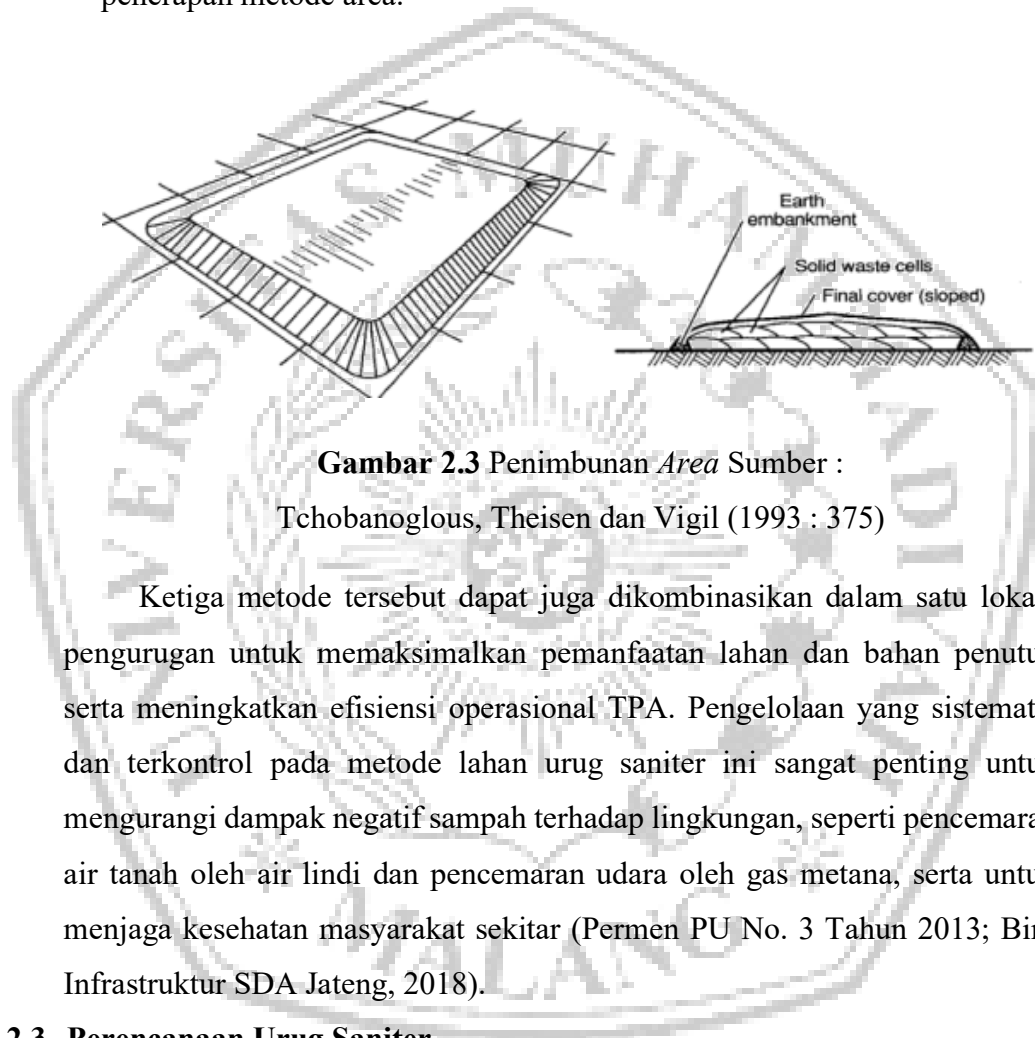 penerapan metode area.
Earth
embankment
Solid waste cells
Final cover (sloped)
Gambar 2.3 Penimbunan Area Sumber :
Tchobanoglous, Theisen dan Vigil (1993 : 375)
Ketiga metode tersebut dapat juga dikombinasikan dalam satu loka
pengurugan untuk memaksimalkan pemanfaatan lahan dan bahan penutu
serta meningkatkan efisiensi operasional TPA. Pengelolaan yang sistemat
dan terkontrol pada metode lahan urug saniter ini sangat penting untu
mengurangi dampak negatif sampah terhadap lingkungan, seperti pencemara
air tanah oleh air lindi dan pencemaran udara oleh gas metana, serta untu
menjaga kesehatan masyarakat sekitar (Permen PU No. 3 Tahun 2013; Bin
Infrastruktur SDA Jateng, 2018).
2.3 Perencanaan Urug Saniter
UNIVERSITAS MUHAMMADIYAH
MALANG